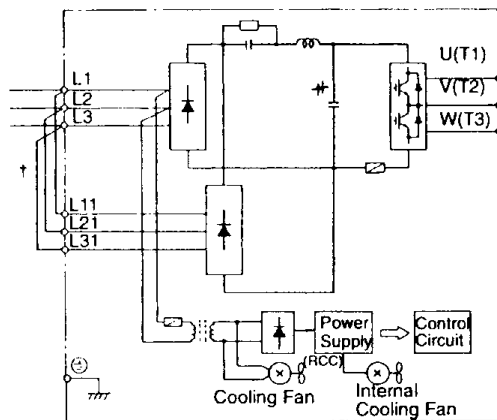 U(T1)
L1
V(T2)
L2
W(T3)
L3
†
L11
L21
L31
Power
Supply
Control
Circuit
(RCC)
Cooling Fan
Internal
Cooling Fan